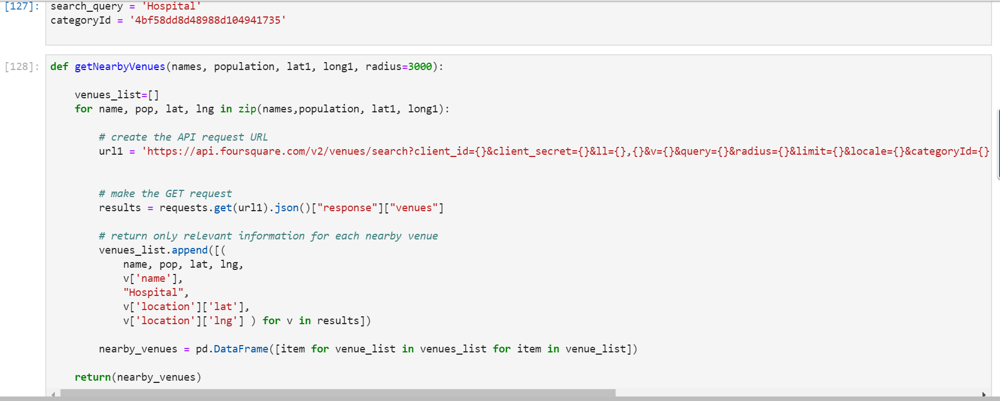 [127]: search_query = 'Hospital'
categoryId = '4bf58dd8d48988d104941735'
[128]: def getNearbyVenues(names, population, lat1, long1, radius=3000):
venues_list=[]
for name, pop, lat, lng in zip(names,population, lat1, long1):
# create the API request URL
url1 = 'https://api.foursquare.com/v2/venues/search?client_id={}&client_secret={}&ll={},{}&v={}&query={}&radius={}&limit={}&locale={}&categoryId={}
# make the GET request
results = requests.get(url1).json()["response"]["venues"]
# return only relevant information for each nearby venue
venues_list.append([(
name, pop, lat, lng,
v['name'],
"Hospital",
v['location']['lat'],
v['location']['lng'] ) for v in results])
nearby_venues = pd.DataFrame([item for venue_list in venues_list for item in venue_list])
return(nearby_venues)